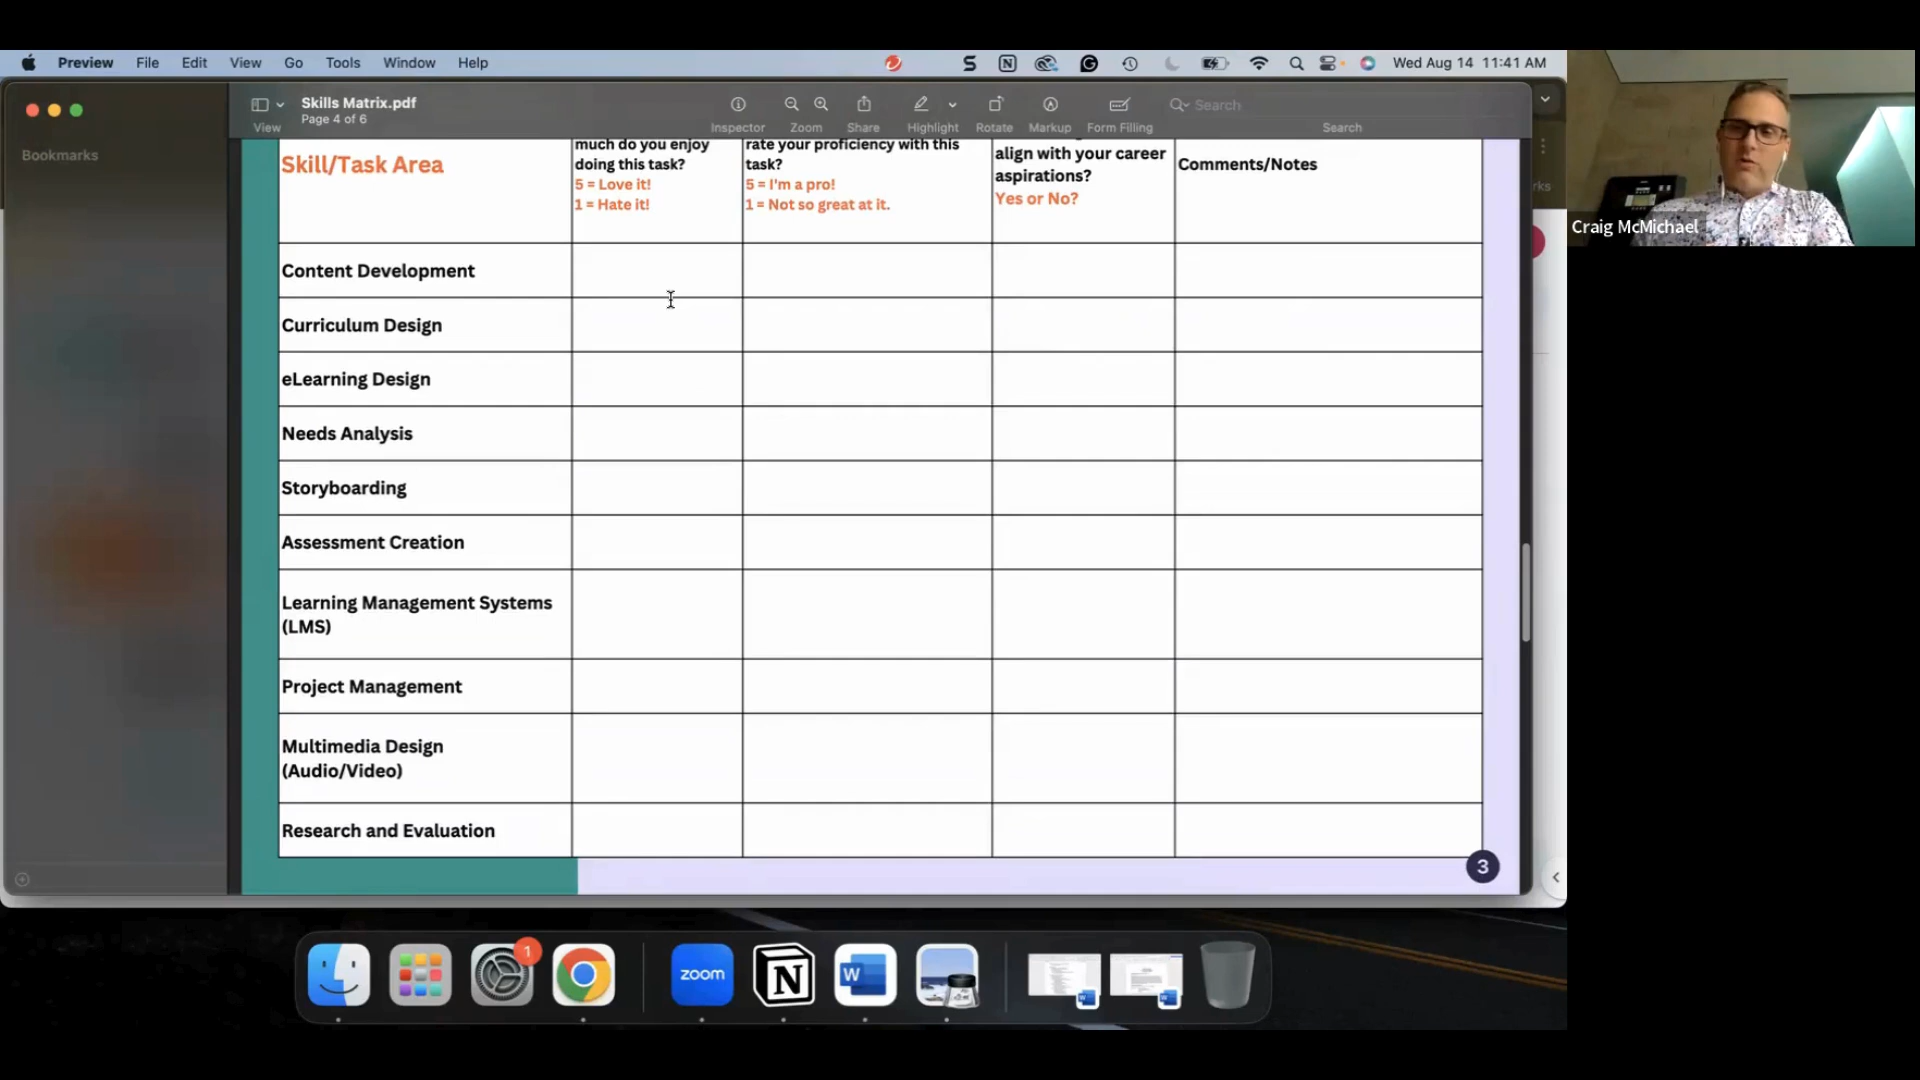 Preview File Edit View Go Tools Window Help
S N G Wed Aug 14 11:41 AM
Skills Matrix.pdf
Page 4 of 6
Search
View Inspector Zoom Share Highlight Rotate Markup Form Filling Search
Bookmarks
rks
Skill/Task Area
much do you enjoy
doing this task?
5 = Love it!
1 = Hate it!
rate your proficiency with this
task?
5 = I'm a pro!
1 = Not so great at it.
align with your career
aspirations?
Yes or No?
Comments/Notes
Craig McMichael
Content Development
Curriculum Design
eLearning Design
Needs Analysis
Storyboarding
Assessment Creation
Learning Management Systems
(LMS)
Project Management
Multimedia Design
(Audio/Video)
Research and Evaluation
3
1
zoom
N
W